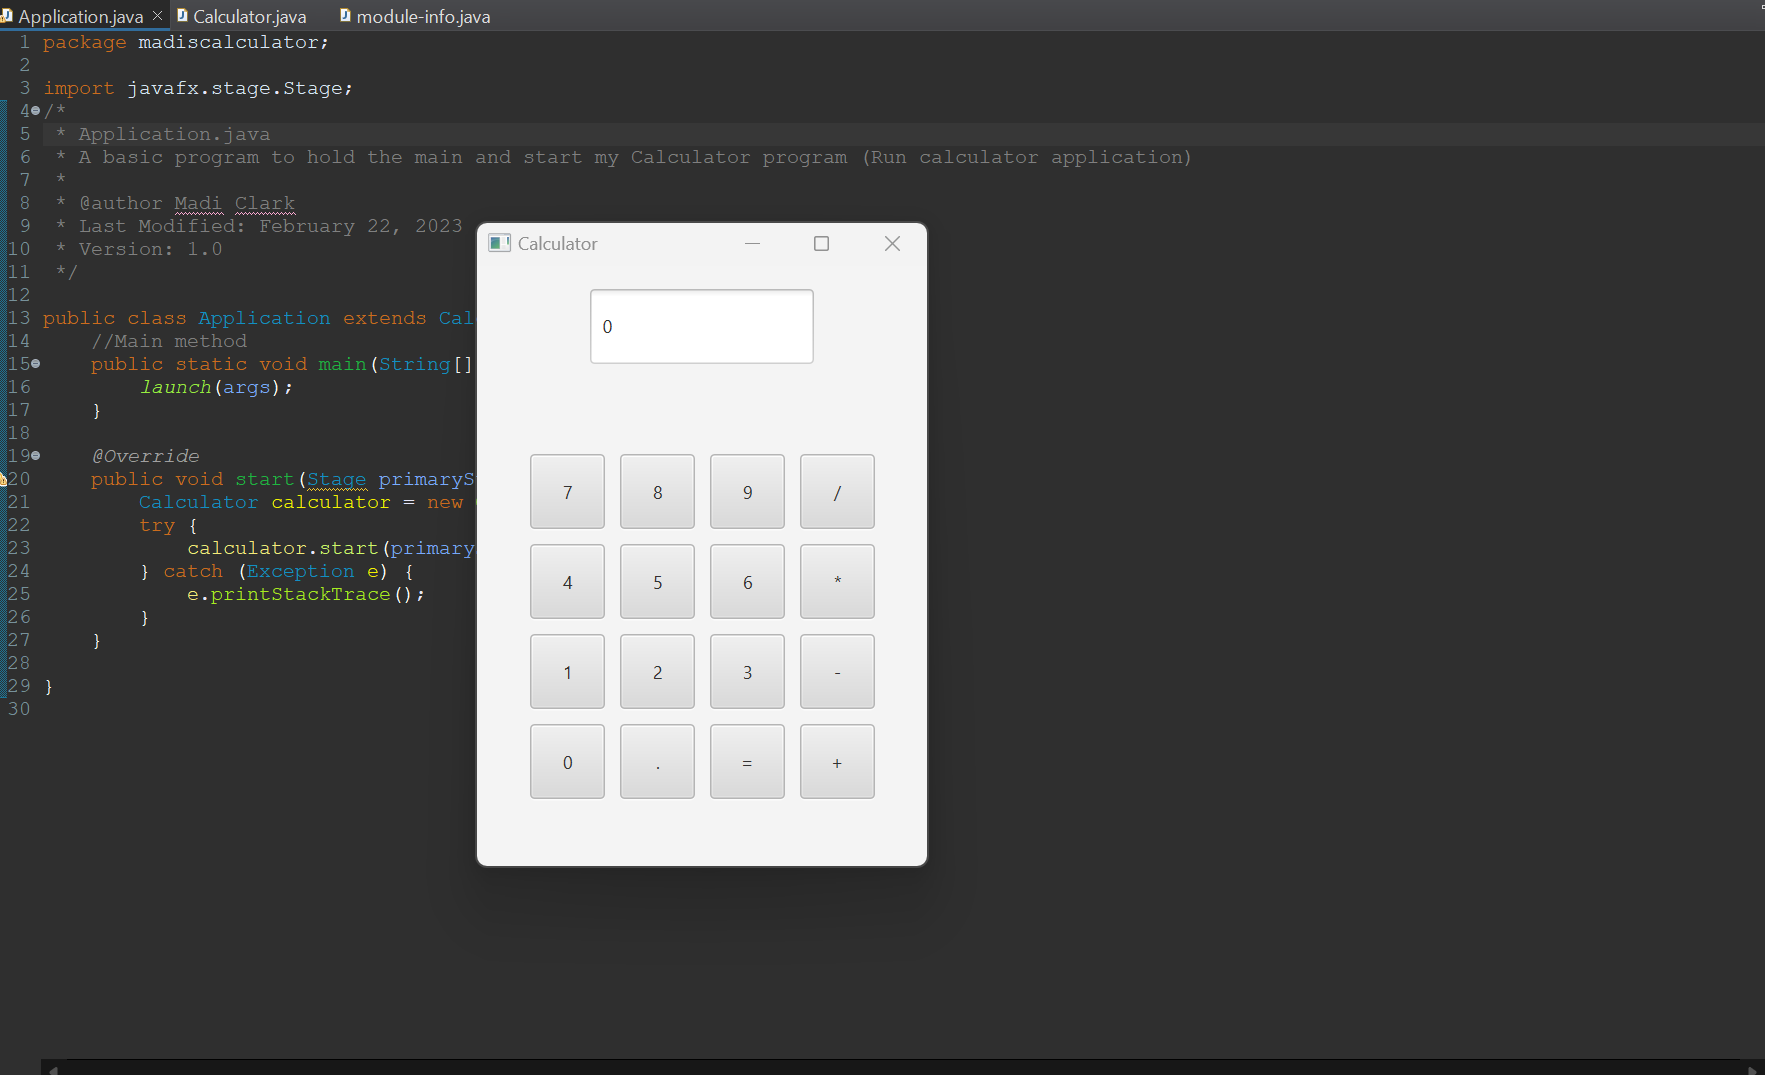 Application.java
Calculator.java
module-info.java
1 package madiscalculator;
2
3 import javafx.stage.Stage;
4 /*
5 * Application.java
6 * A basic program to hold the main and start my Calculator program (Run calculator application)
7 *
8 * @author Madi Clark
9 * Last Modified: February 22, 2023
10 * Version: 1.0
11 */
12
13 public class Application extends Cal
14 //Main method
15 public static void main(String[]
16 launch(args);
17 }
18
19 @Override
20 public void start(Stage primaryS
21 Calculator calculator = new
22 try {
23 calculator.start(primary
24 } catch (Exception e) {
25 e.printStackTrace();
26 }
27 }
28
29 }
30
Calculator
0
7 8 9 /
4 5 6 *
1 2 3 -
0 . = +